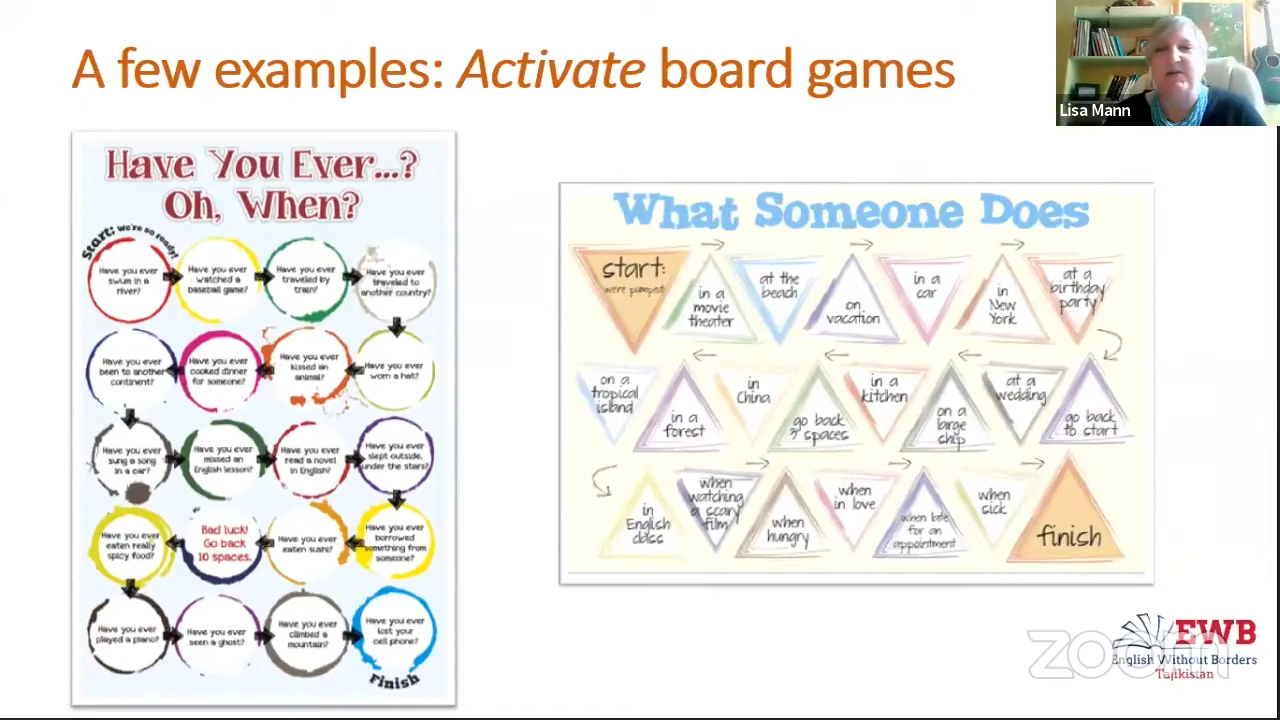 A few examples: Activate board games
Lisa Mann
Have You Ever...?
Oh, When?
Start: we're so ready!
Have you ever
swum in a
river?
Have you ever
watched a
baseball game?
Have you ever
traveled by
train?
Have you ever
traveled to
another country?
Have you ever
been to another
continent?
Have you ever
cooked dinner
for someone?
Have you ever
kissed an
animal?
Have you ever
worn a hat?
Have you ever
sung a song
in a car?
Have you ever
missed an
English lesson?
Have you ever
read a novel
in English?
Have you ever
slept outside,
under the stars?
Have you ever
eaten really
spicy food?
Bad luck!
Go back
10 spaces.
Have you ever
eaten sushi?
Have you ever
borrowed
something from
someone?
Have you ever
played a piano?
Have you ever
seen a ghost?
Have you ever
climbed a
mountain?
Have you ever
lost your
cell phone?
Finish
What Someone Does
start:
we're pumped!
in a
movie
theater
at the
beach
on
vacation
in a
car
in
New
York
at a
birthday
party
on a
tropical
island
in a
forest
in
China
go back
3 spaces
in a
kitchen
on a
large
ship
at a
wedding
go back
to start
in
English
class
when
watching
a scary
film
when
hungry
when
in love
when late
for an
appointment
when
sick
finish
EWB
English Without Borders
Tajikistan
zoom